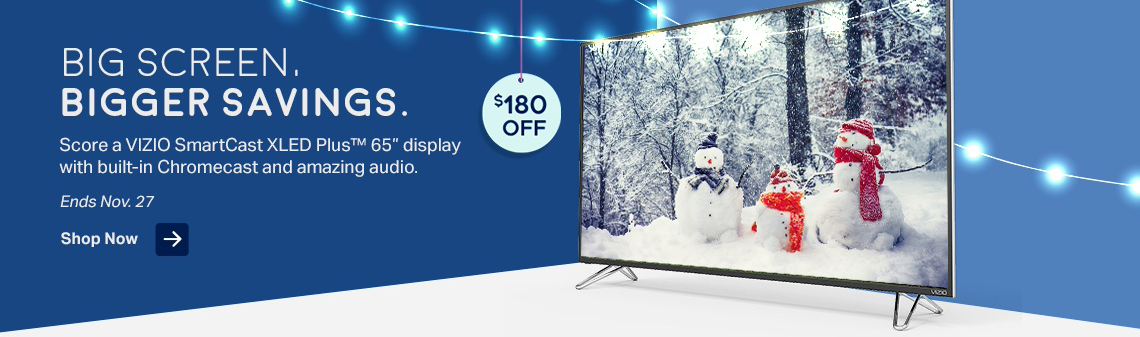 BIG SCREEN.
BIGGER SAVINGS.
Score a VIZIO SmartCast XLED Plus™ 65” display
with built-in Chromecast and amazing audio.
Ends Nov. 27
Shop Now
$180
OFF
VIZIO